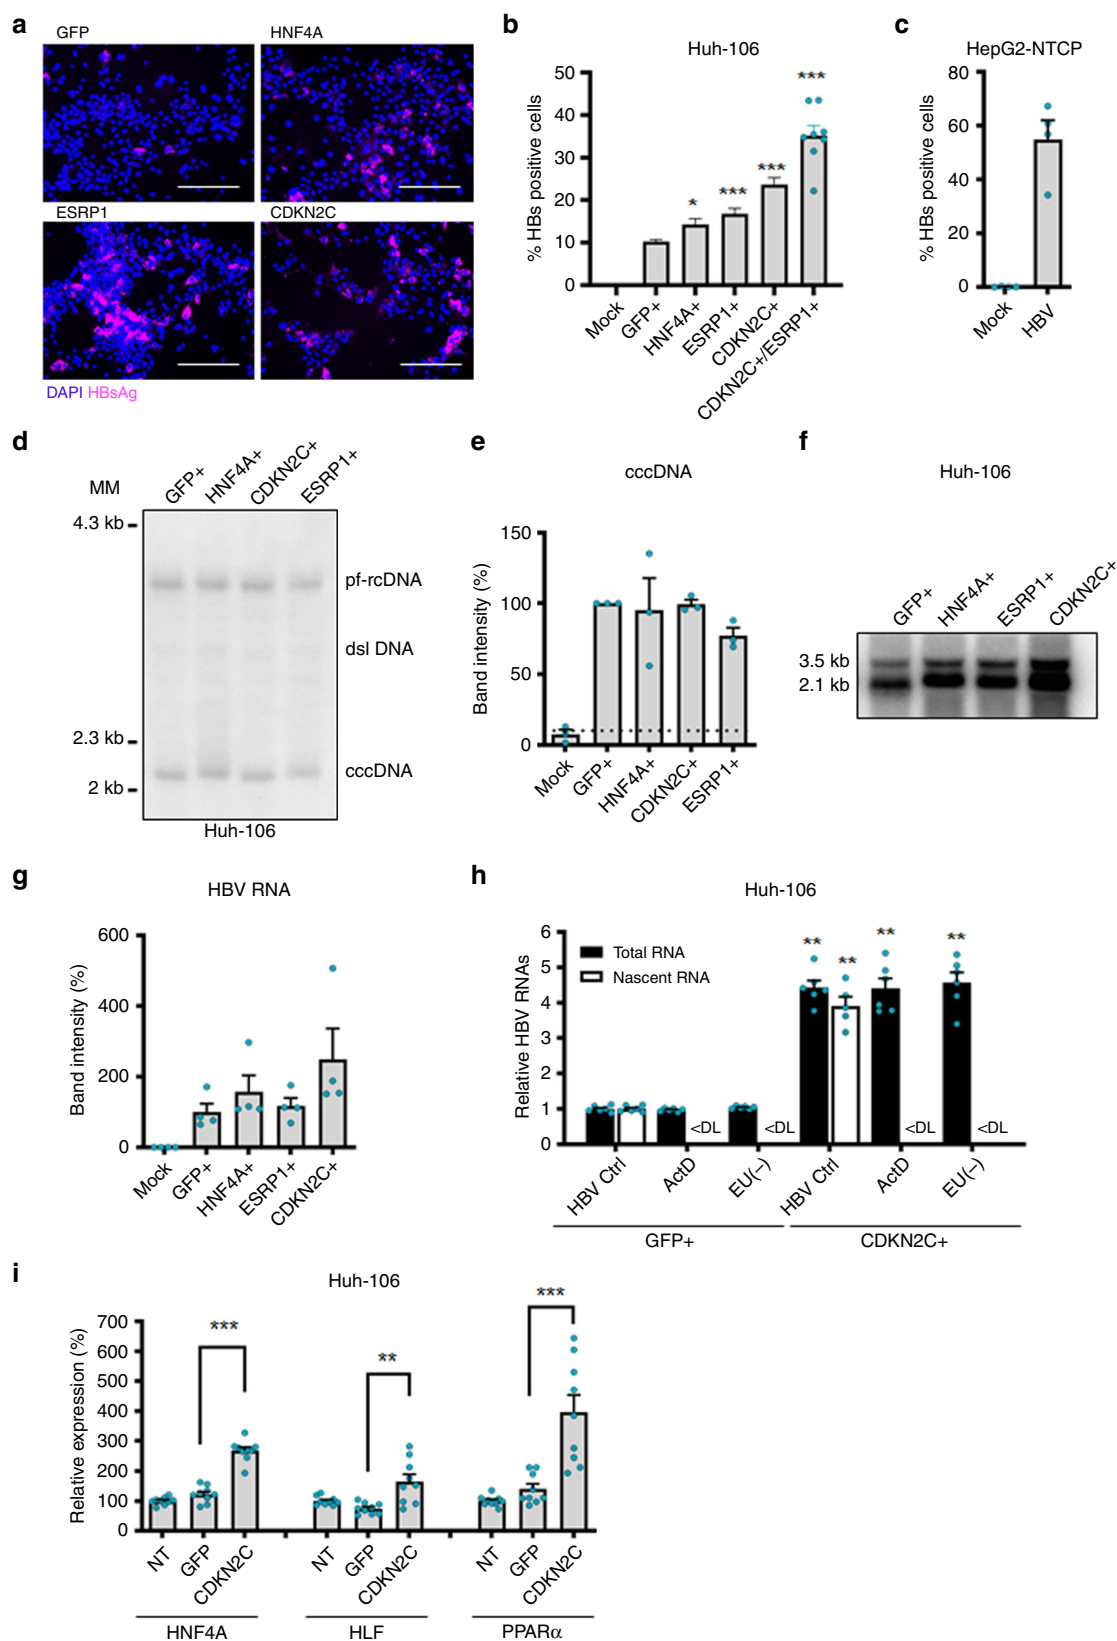 a
GFP
HNF4A
ESRP1
CDKN2C
DAPI HBsAg
b
Huh-106
% HBs positive cells
50
40
30
20
10
0
*
***
***
***
Mock
GFP+
HNF4A+
ESRP1+
CDKN2C+
CDKN2C+/ESRP1+
c
HepG2-NTCP
% HBs positive cells
80
60
40
20
0
Mock
HBV
d
MM
GFP+
HNF4A+
CDKN2C+
ESRP1+
4.3 kb
2.3 kb
2 kb
pf-rcDNA
dsl DNA
cccDNA
Huh-106
e
cccDNA
Band intensity (%)
150
100
50
0
Mock
GFP+
HNF4A+
CDKN2C+
ESRP1+
f
Huh-106
GFP+
HNF4A+
ESRP1+
CDKN2C+
3.5 kb
2.1 kb
g
HBV RNA
Band intensity (%)
600
400
200
0
Mock
GFP+
HNF4A+
ESRP1+
CDKN2C+
h
Huh-106
Relative HBV RNAs
6
5
4
3
2
1
0
Total RNA
Nascent RNA
<DL
<DL
**
**
**
<DL
**
<DL
HBV Ctrl
ActD
EU(−)
HBV Ctrl
ActD
EU(−)
GFP+
CDKN2C+
i
Huh-106
Relative expression (%)
700
600
500
400
300
200
100
0
***
**
***
NT
GFP
CDKN2C
NT
GFP
CDKN2C
NT
GFP
CDKN2C
HNF4A
HLF
PPARα